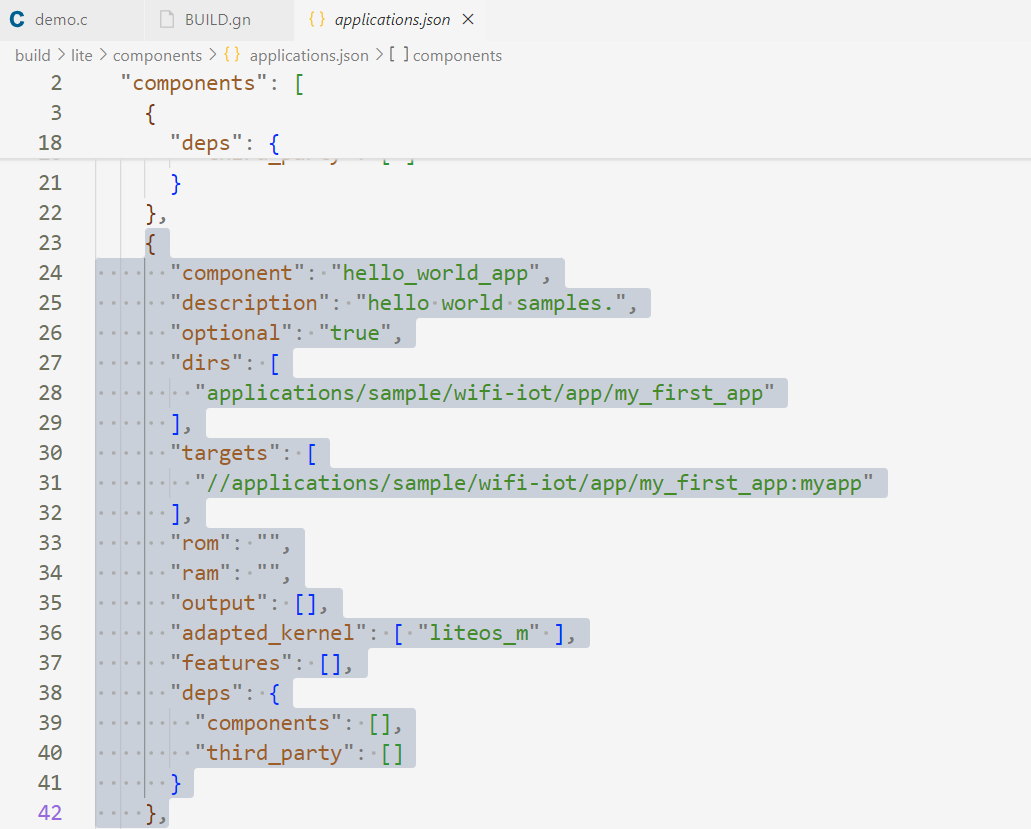 C demo.c BUILD.gn {} applications.json ×
build > lite > components > {} applications.json > [ ] components
2 "components": [
3 {
18 "deps": {
21 }
22 },
23 {
24 "component": "hello_world_app",
25 "description": "hello world samples.",
26 "optional": "true",
27 "dirs": [
28 "applications/sample/wifi-iot/app/my_first_app"
29 ],
30 "targets": [
31 "//applications/sample/wifi-iot/app/my_first_app:myapp"
32 ],
33 "rom": "",
34 "ram": "",
35 "output": [],
36 "adapted_kernel": [ "liteos_m" ],
37 "features": [],
38 "deps": {
39 "components": [],
40 "third_party": []
41 }
42 },